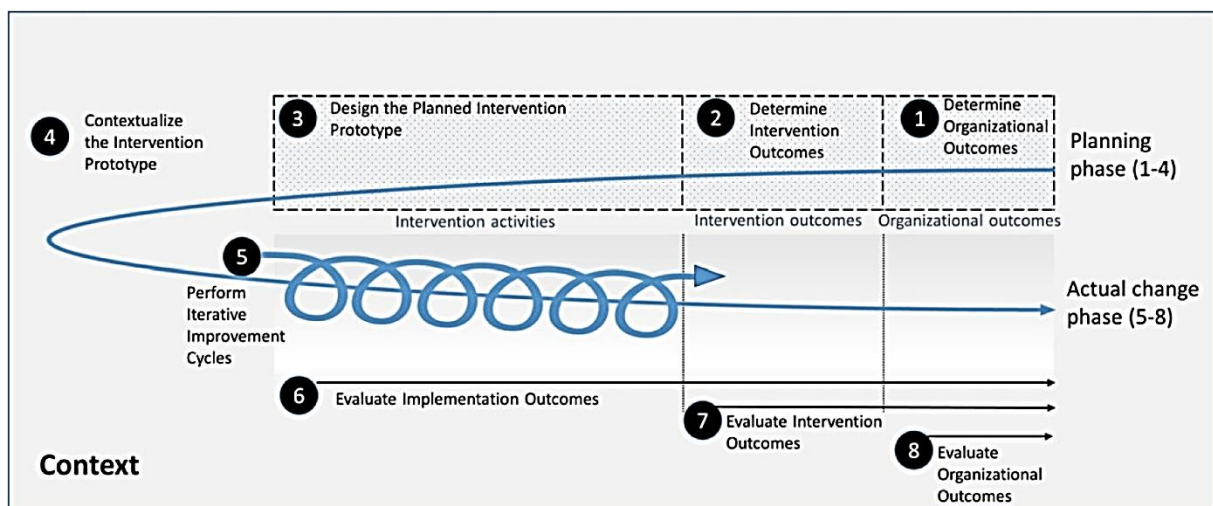 4
Contextualize
the Intervention
Prototype
3
Design the Planned Intervention
Prototype
2
Determine
Intervention
Outcomes
1
Determine
Organizational
Outcomes
Planning
phase (1-4)
Intervention activities
Intervention outcomes
Organizational outcomes
5
Perform
Iterative
Improvement
Cycles
Actual change
phase (5-8)
6
Evaluate Implementation Outcomes
7
Evaluate Intervention
Outcomes
8
Evaluate
Organizational
Outcomes
Context